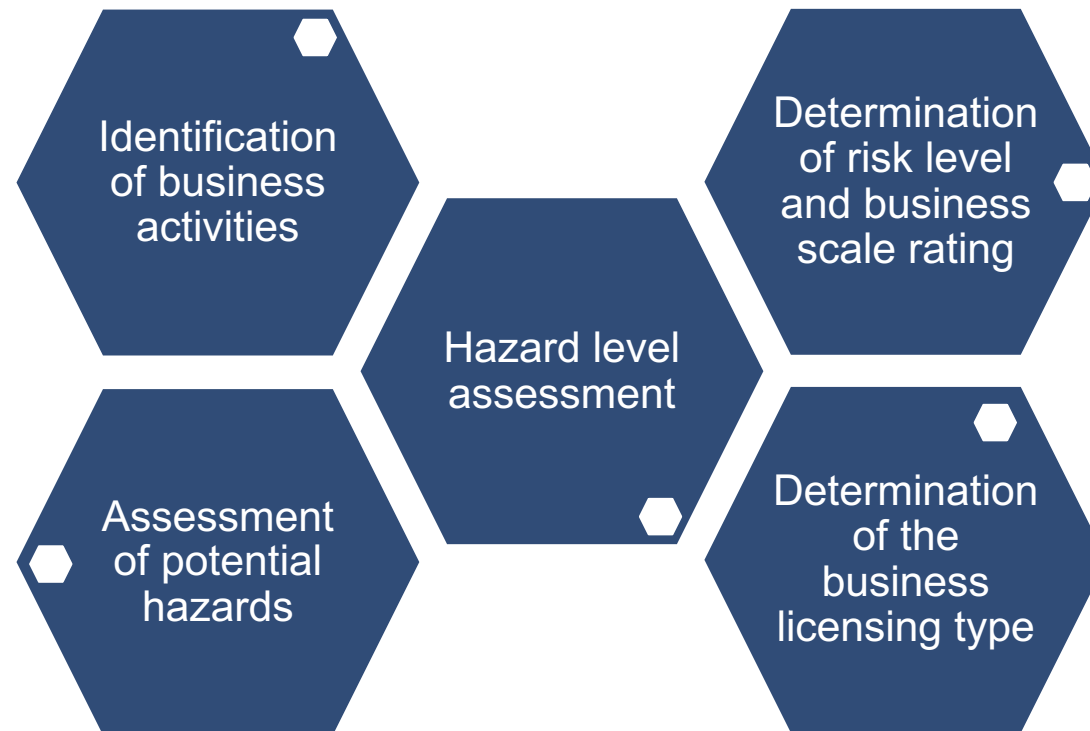 Identification
of business
activities
Assessment
of potential
hazards
Hazard level
assessment
Determination
of risk level
and business
scale rating
Determination
of the
business
licensing type